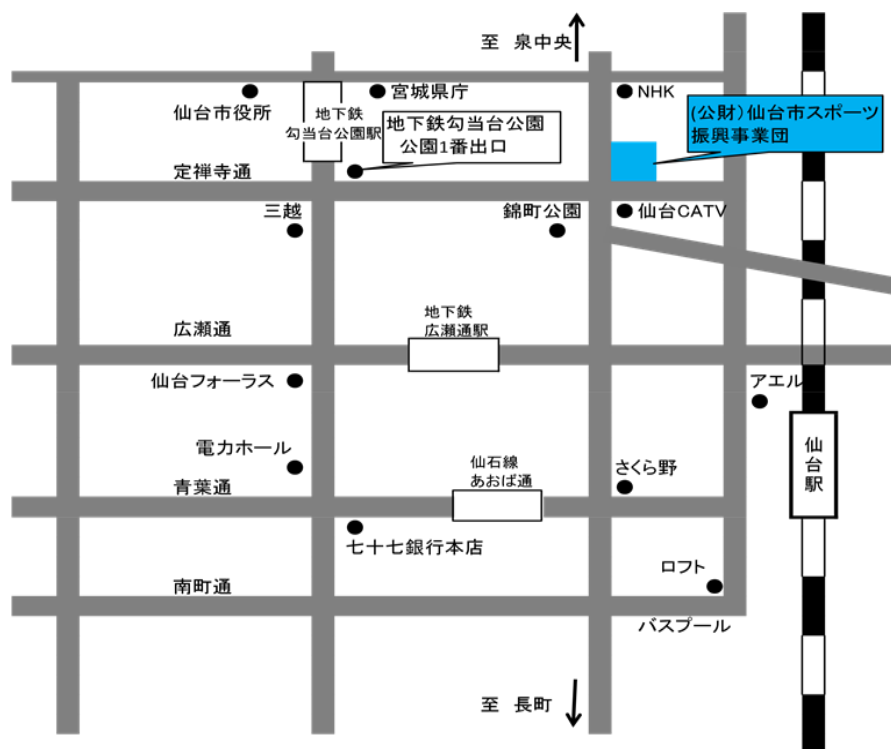 至 泉中央
仙台市役所
地下鉄
勾当台公園駅
宮城県庁
NHK
(公財)仙台市スポーツ
振興事業団
地下鉄勾当台公園
公園1番出口
定禅寺通
三越
錦町公園
仙台CATV
地下鉄
広瀬通駅
広瀬通
仙台フォーラス
アエル
電力ホール
仙石線
あおば通
さくら野
仙台駅
青葉通
七十七銀行本店
南町通
ロフト
バスプール
至 長町